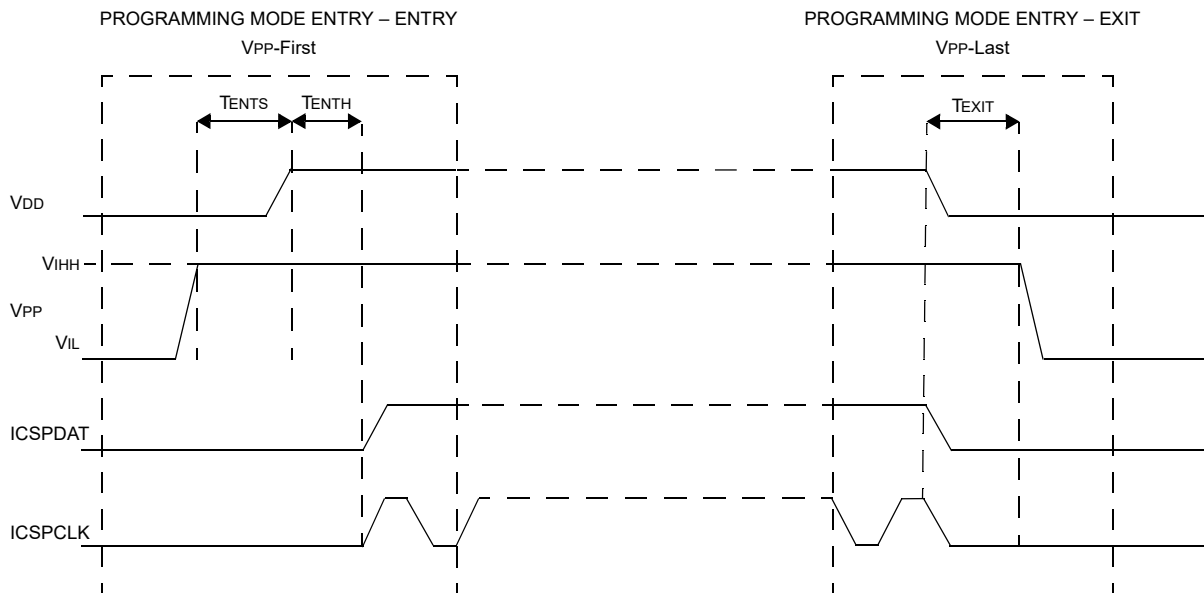 PROGRAMMING MODE ENTRY – ENTRY
VPP-First
PROGRAMMING MODE ENTRY – EXIT
VPP-Last
TENTS
TENTH
TEXIT
VDD
VIHH
VPP
VIL
ICSPDAT
ICSPCLK